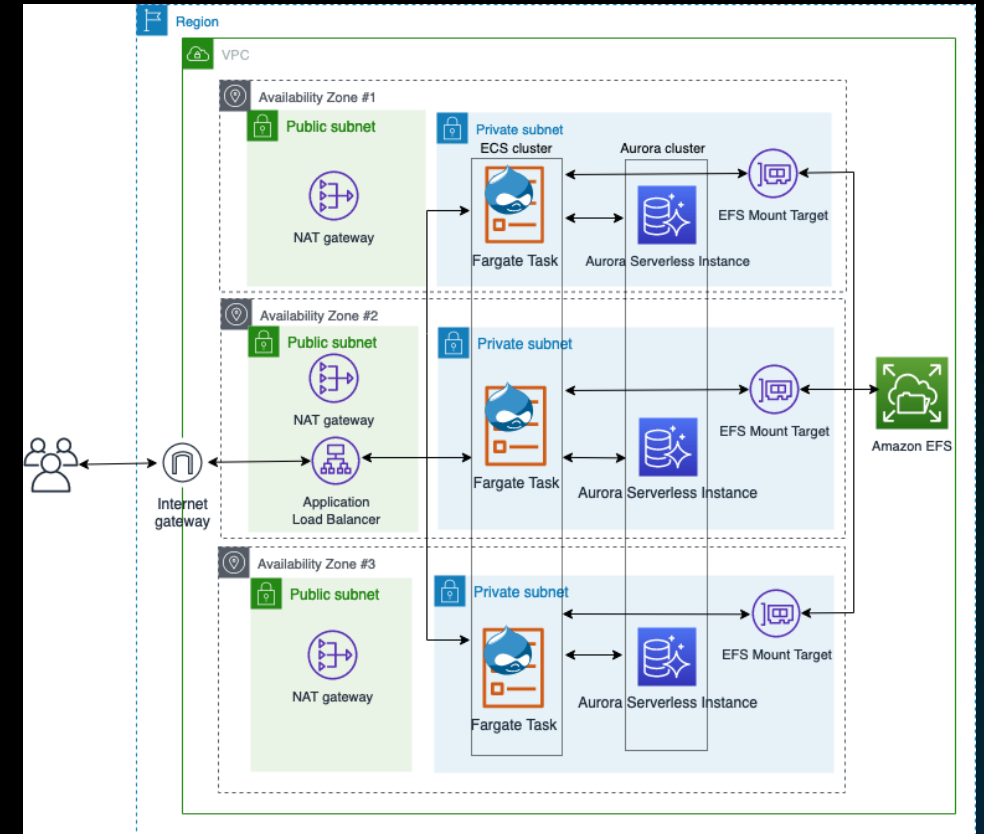 Region
VPC
Availability Zone #1
Public subnet
NAT gateway
Private subnet
ECS cluster
Aurora cluster
Fargate Task
Aurora Serverless Instance
EFS Mount Target
Availability Zone #2
Public subnet
NAT gateway
Application
Load Balancer
Private subnet
Fargate Task
Aurora Serverless Instance
EFS Mount Target
Amazon EFS
Internet
gateway
Availability Zone #3
Public subnet
NAT gateway
Private subnet
Fargate Task
Aurora Serverless Instance
EFS Mount Target